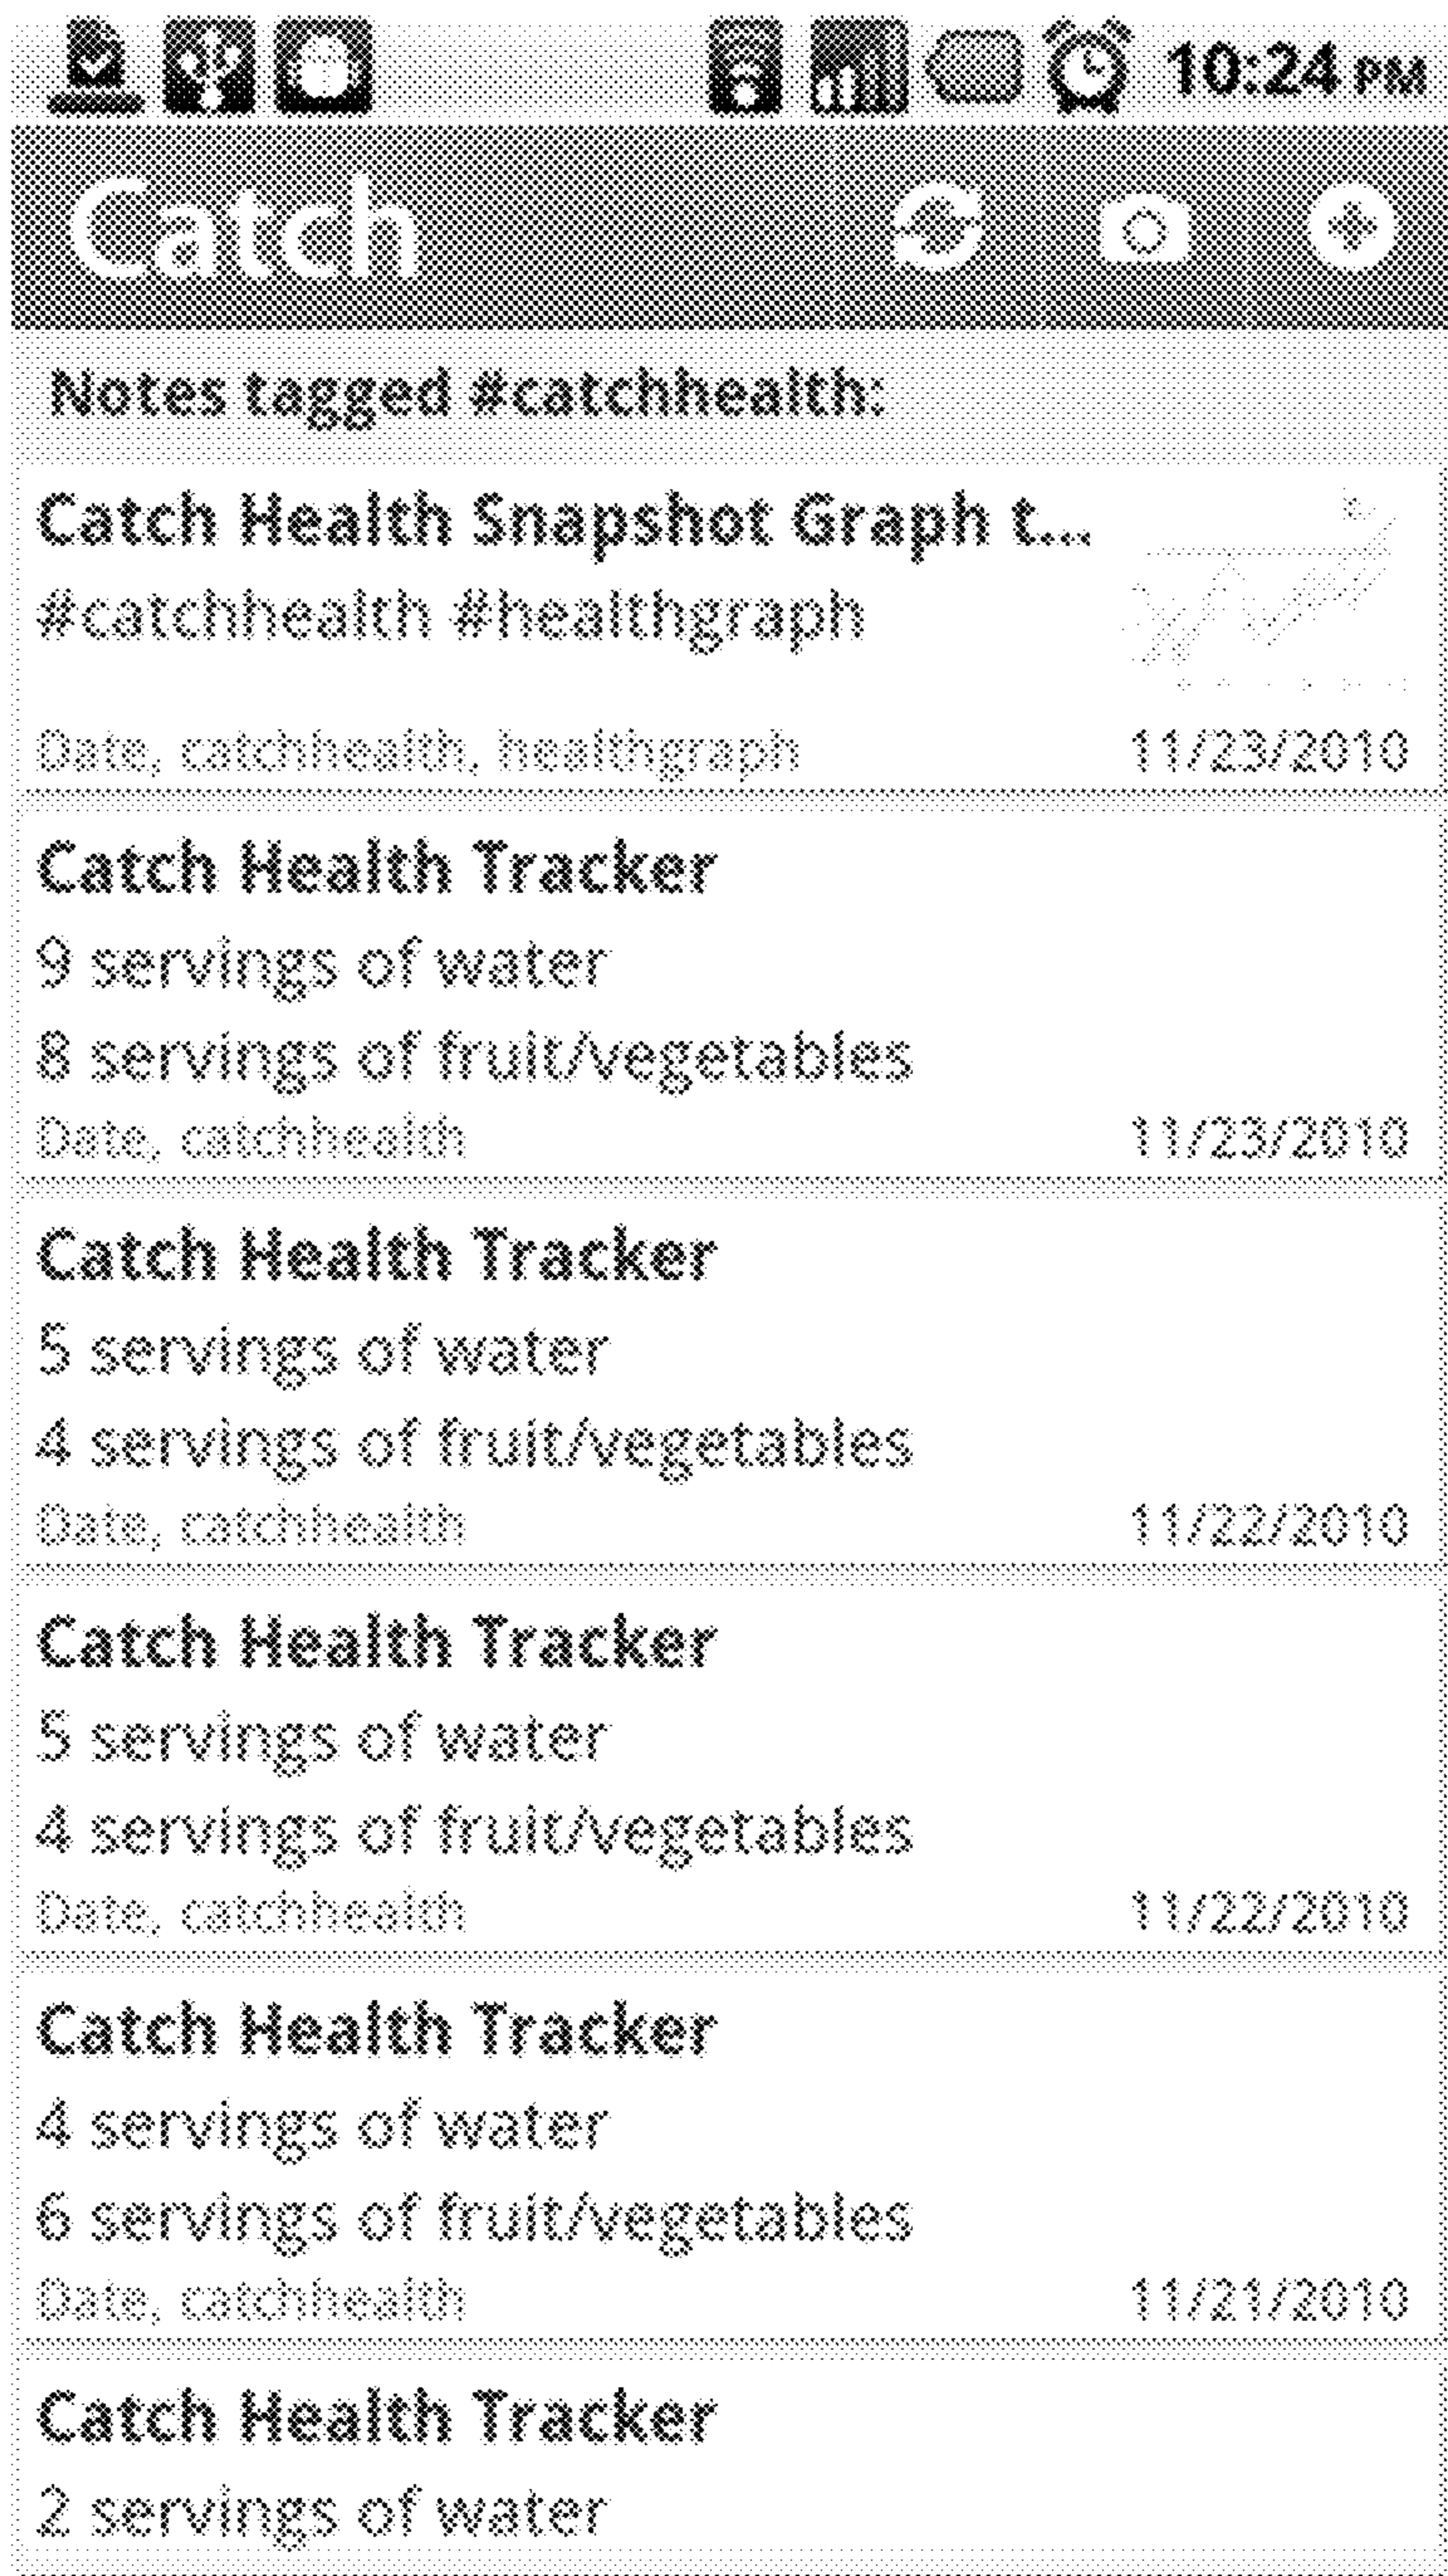 10:24 PM
Catch
Notes tagged #catchhealth:
Catch Health Snapshot Graph t...
#catchhealth #healthgraph
Date, catchhealth, healthgraph 11/23/2010
Catch Health Tracker
9 servings of water
8 servings of fruit/vegetables
Date, catchhealth 11/23/2010
Catch Health Tracker
5 servings of water
4 servings of fruit/vegetables
Date, catchhealth 11/22/2010
Catch Health Tracker
5 servings of water
4 servings of fruit/vegetables
Date, catchhealth 11/22/2010
Catch Health Tracker
4 servings of water
6 servings of fruit/vegetables
Date, catchhealth 11/21/2010
Catch Health Tracker
2 servings of water